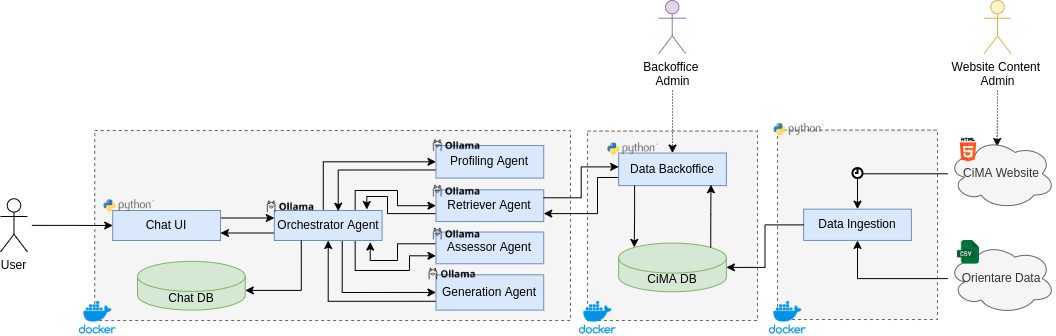 Backoffice
Admin
Website Content
Admin
python
Ollama
Profiling Agent
python
Data Backoffice
HTML
5
CiMA Website
Ollama
Retriever Agent
python
Chat UI
Ollama
Orchestrator Agent
Data Ingestion
Ollama
Assessor Agent
User
CSV
Orientare Data
Chat DB
Ollama
Generation Agent
CiMA DB
docker
docker
docker
python